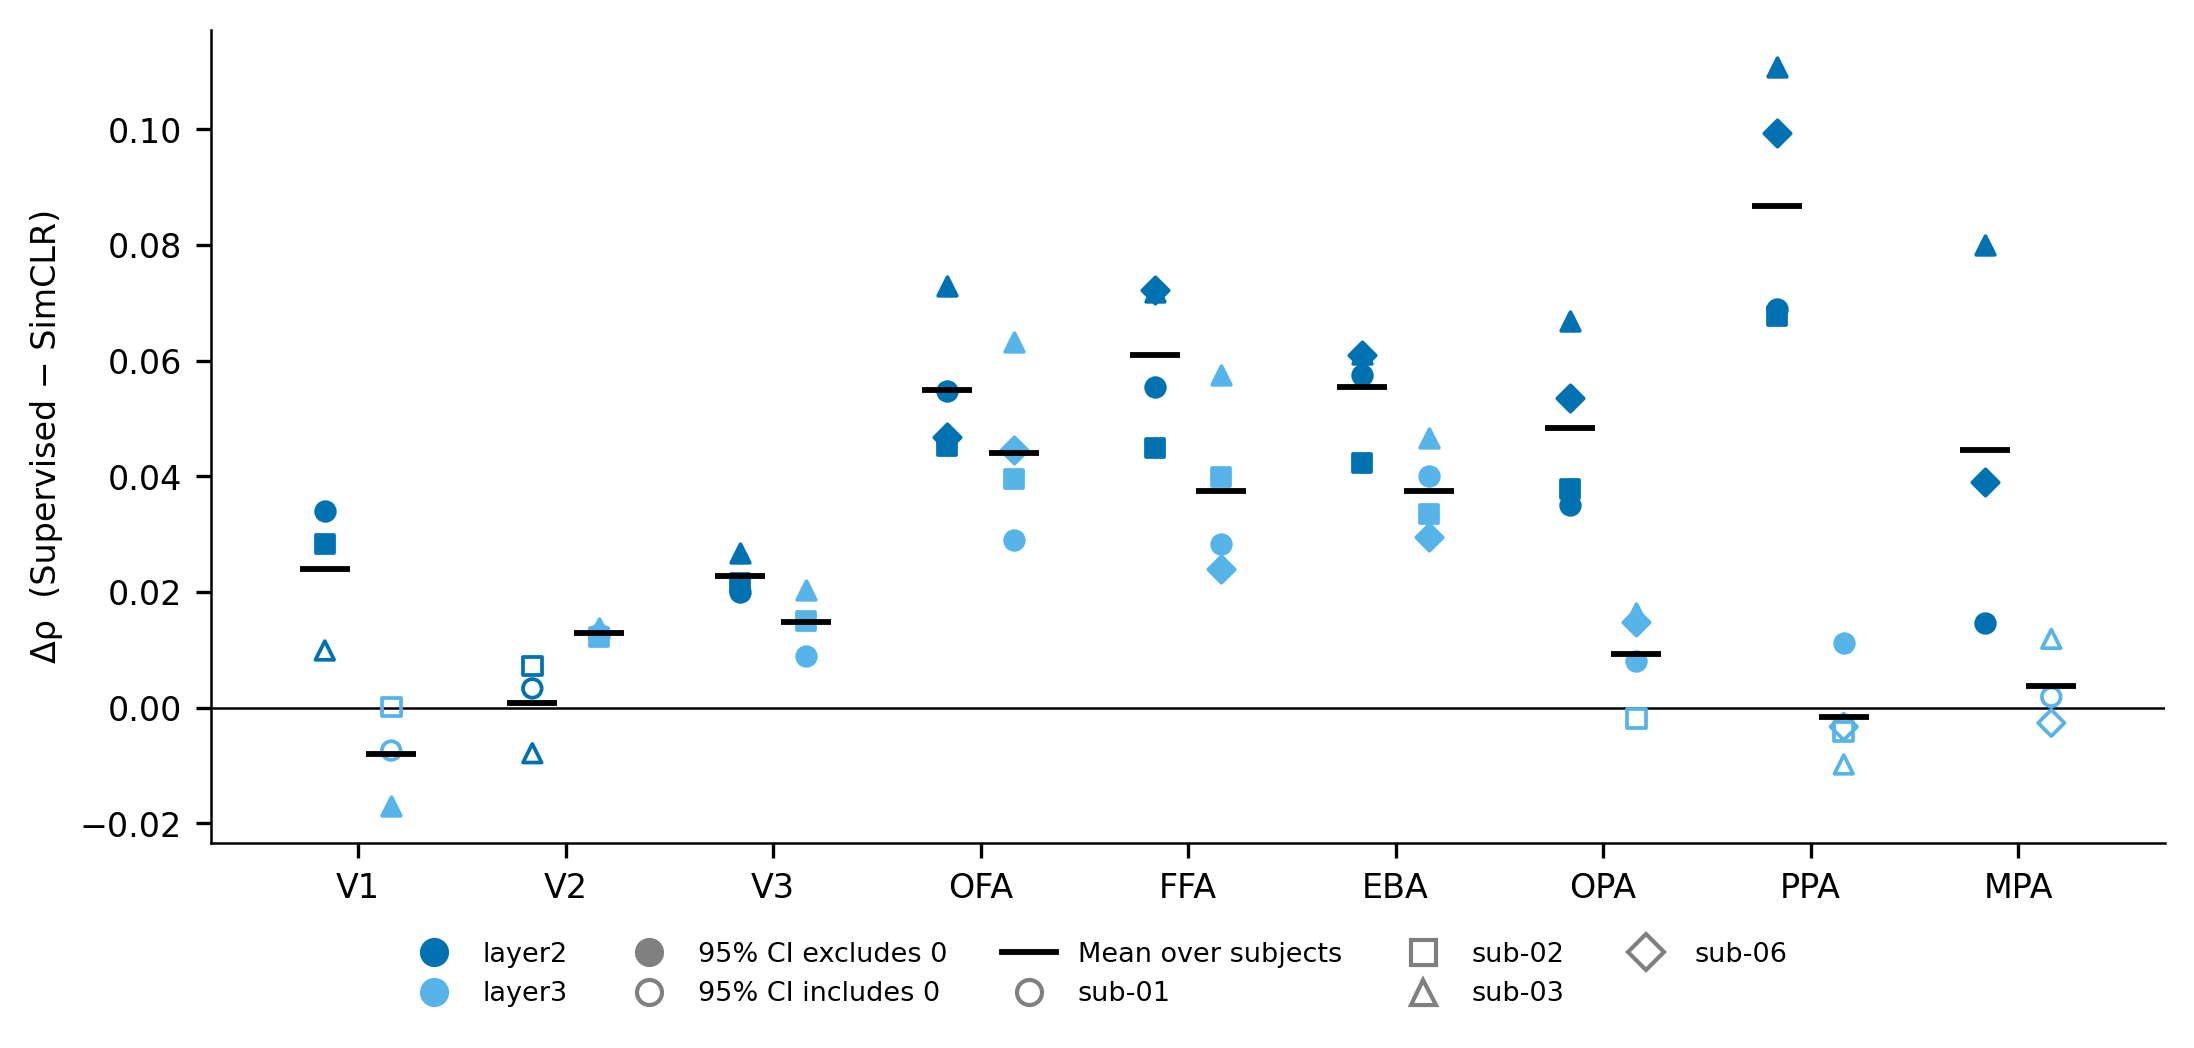 Δρ (Supervised − SimCLR)
0.10
0.08
0.06
0.04
0.02
0.00
−0.02
V1 V2 V3 OFA FFA EBA OPA PPA MPA
layer2 95% CI excludes 0 Mean over subjects sub-02 sub-06
layer3 95% CI includes 0 sub-01 sub-03